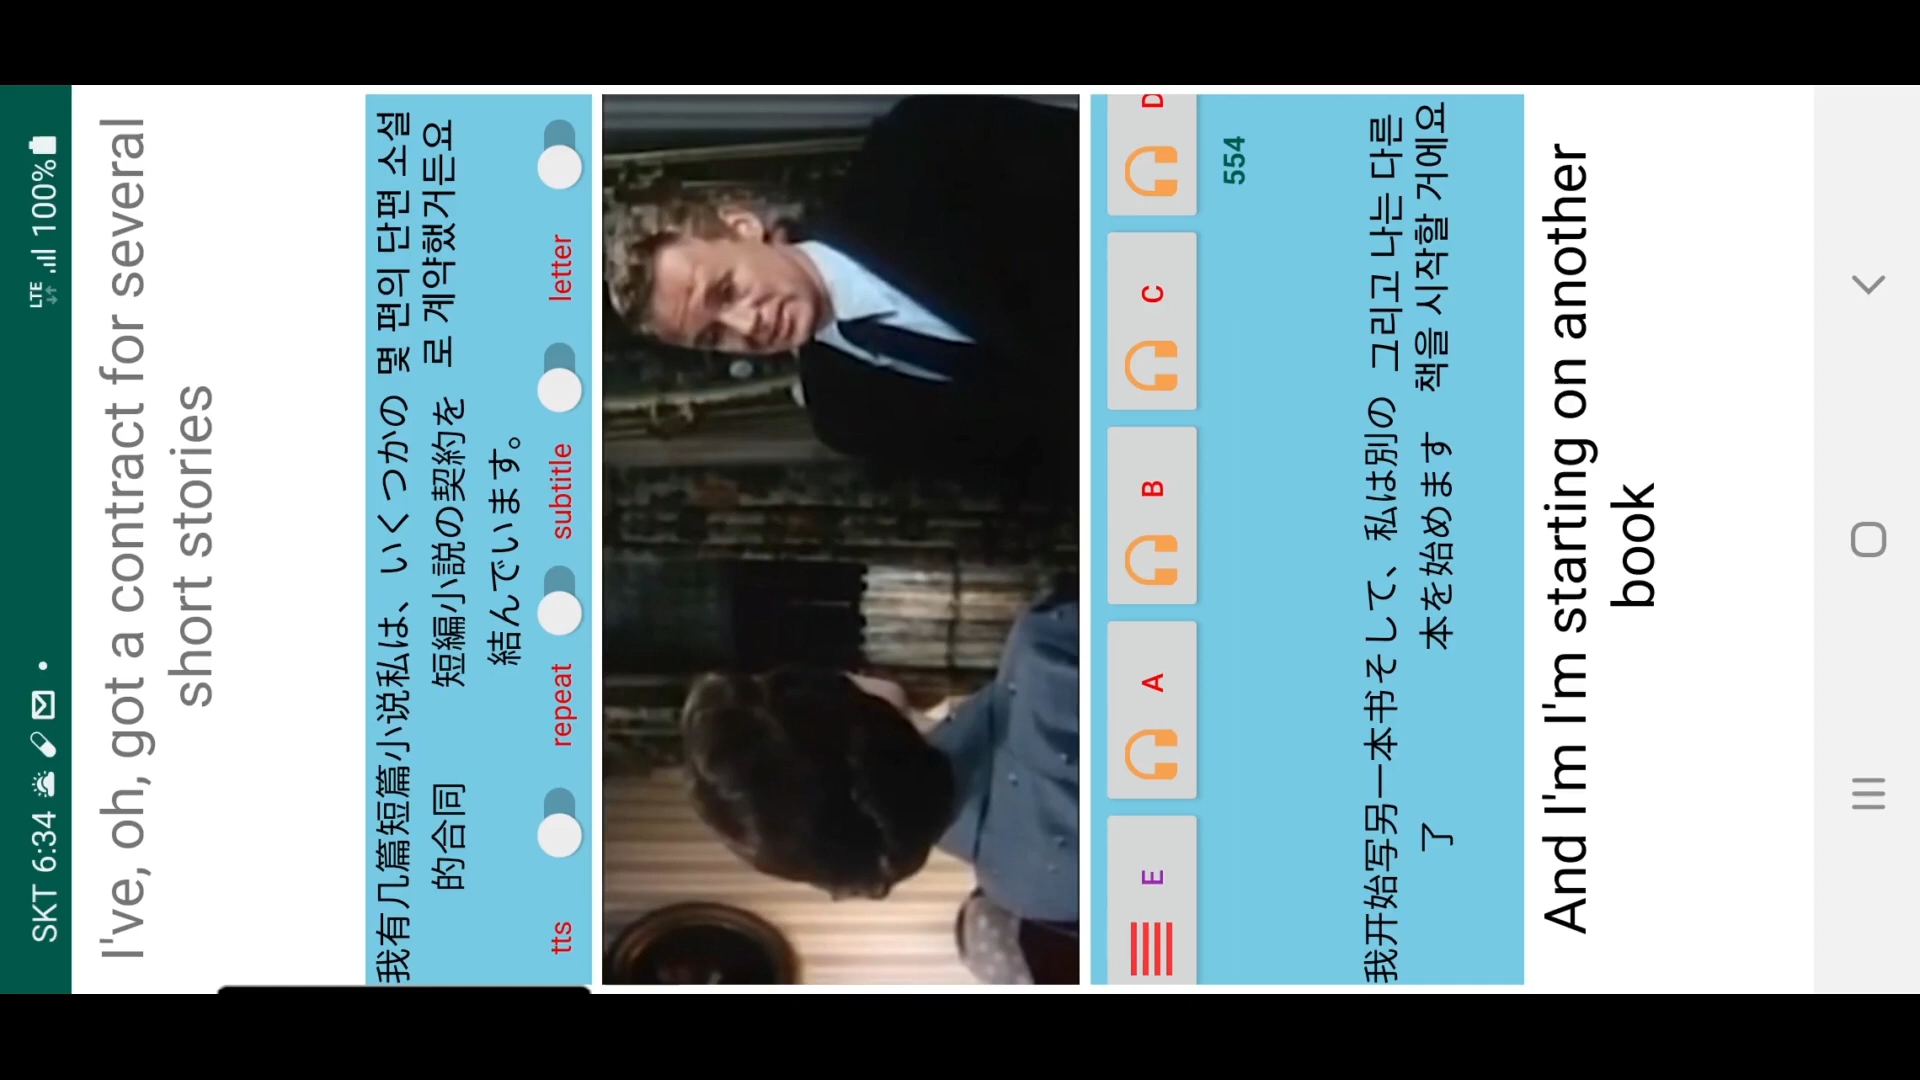 SKT 6:34
LTE
100%
I've, oh, got a contract for several
short stories
我有几篇短篇小说
的合同
私は、いくつかの
短編小説の契約を
結んでいます。
몇 편의 단편 소설
로 계약했거든요
tts
repeat
subtitle
letter
E
A
B
C
D
554
我开始写另一本书
了
そして、私は別の
本を始めます
그리고 나는 다른
책을 시작할 거에요
And I'm I'm starting on another
book